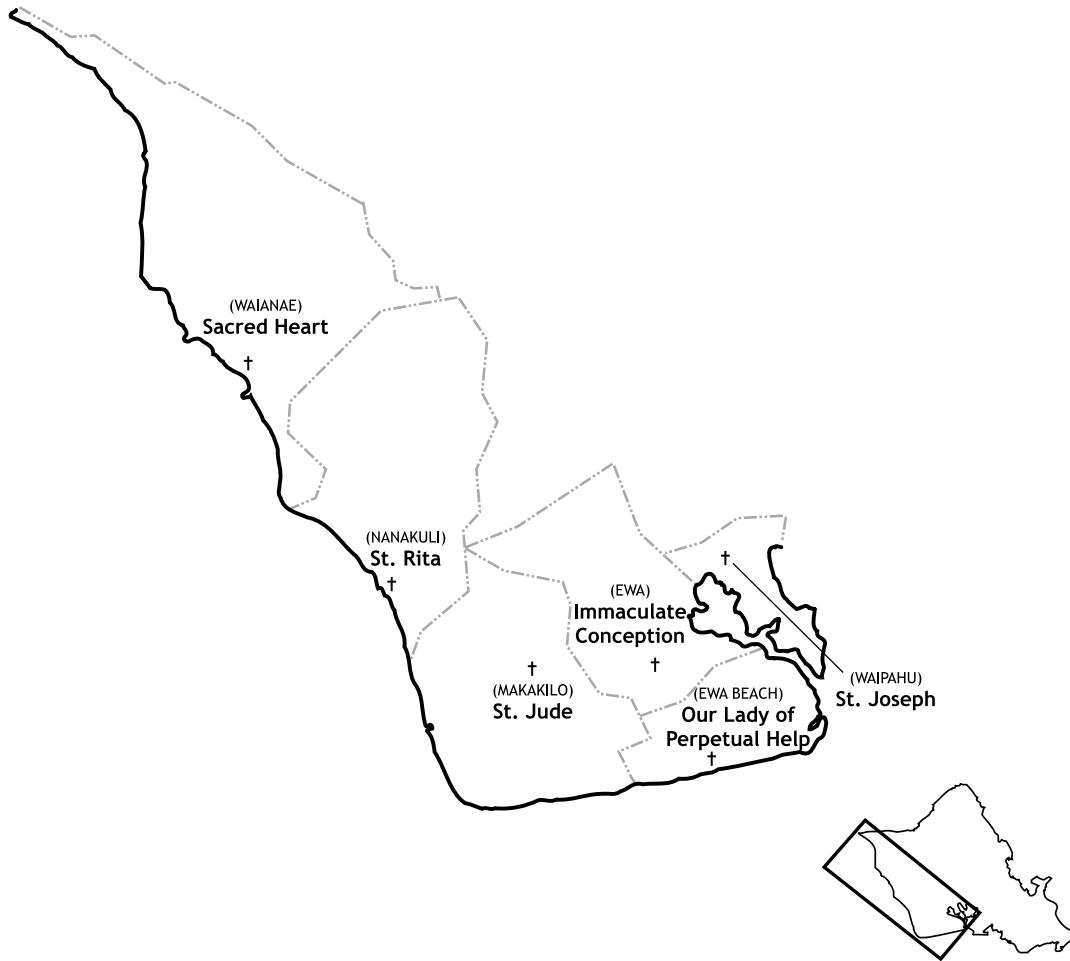 (WAIANAE)
Sacred Heart
(NANAKULI)
St. Rita
(EWA)
Immaculate
Conception
(MAKAKILO)
St. Jude
(EWA BEACH)
Our Lady of
Perpetual Help
(WAIPAHU)
St. Joseph